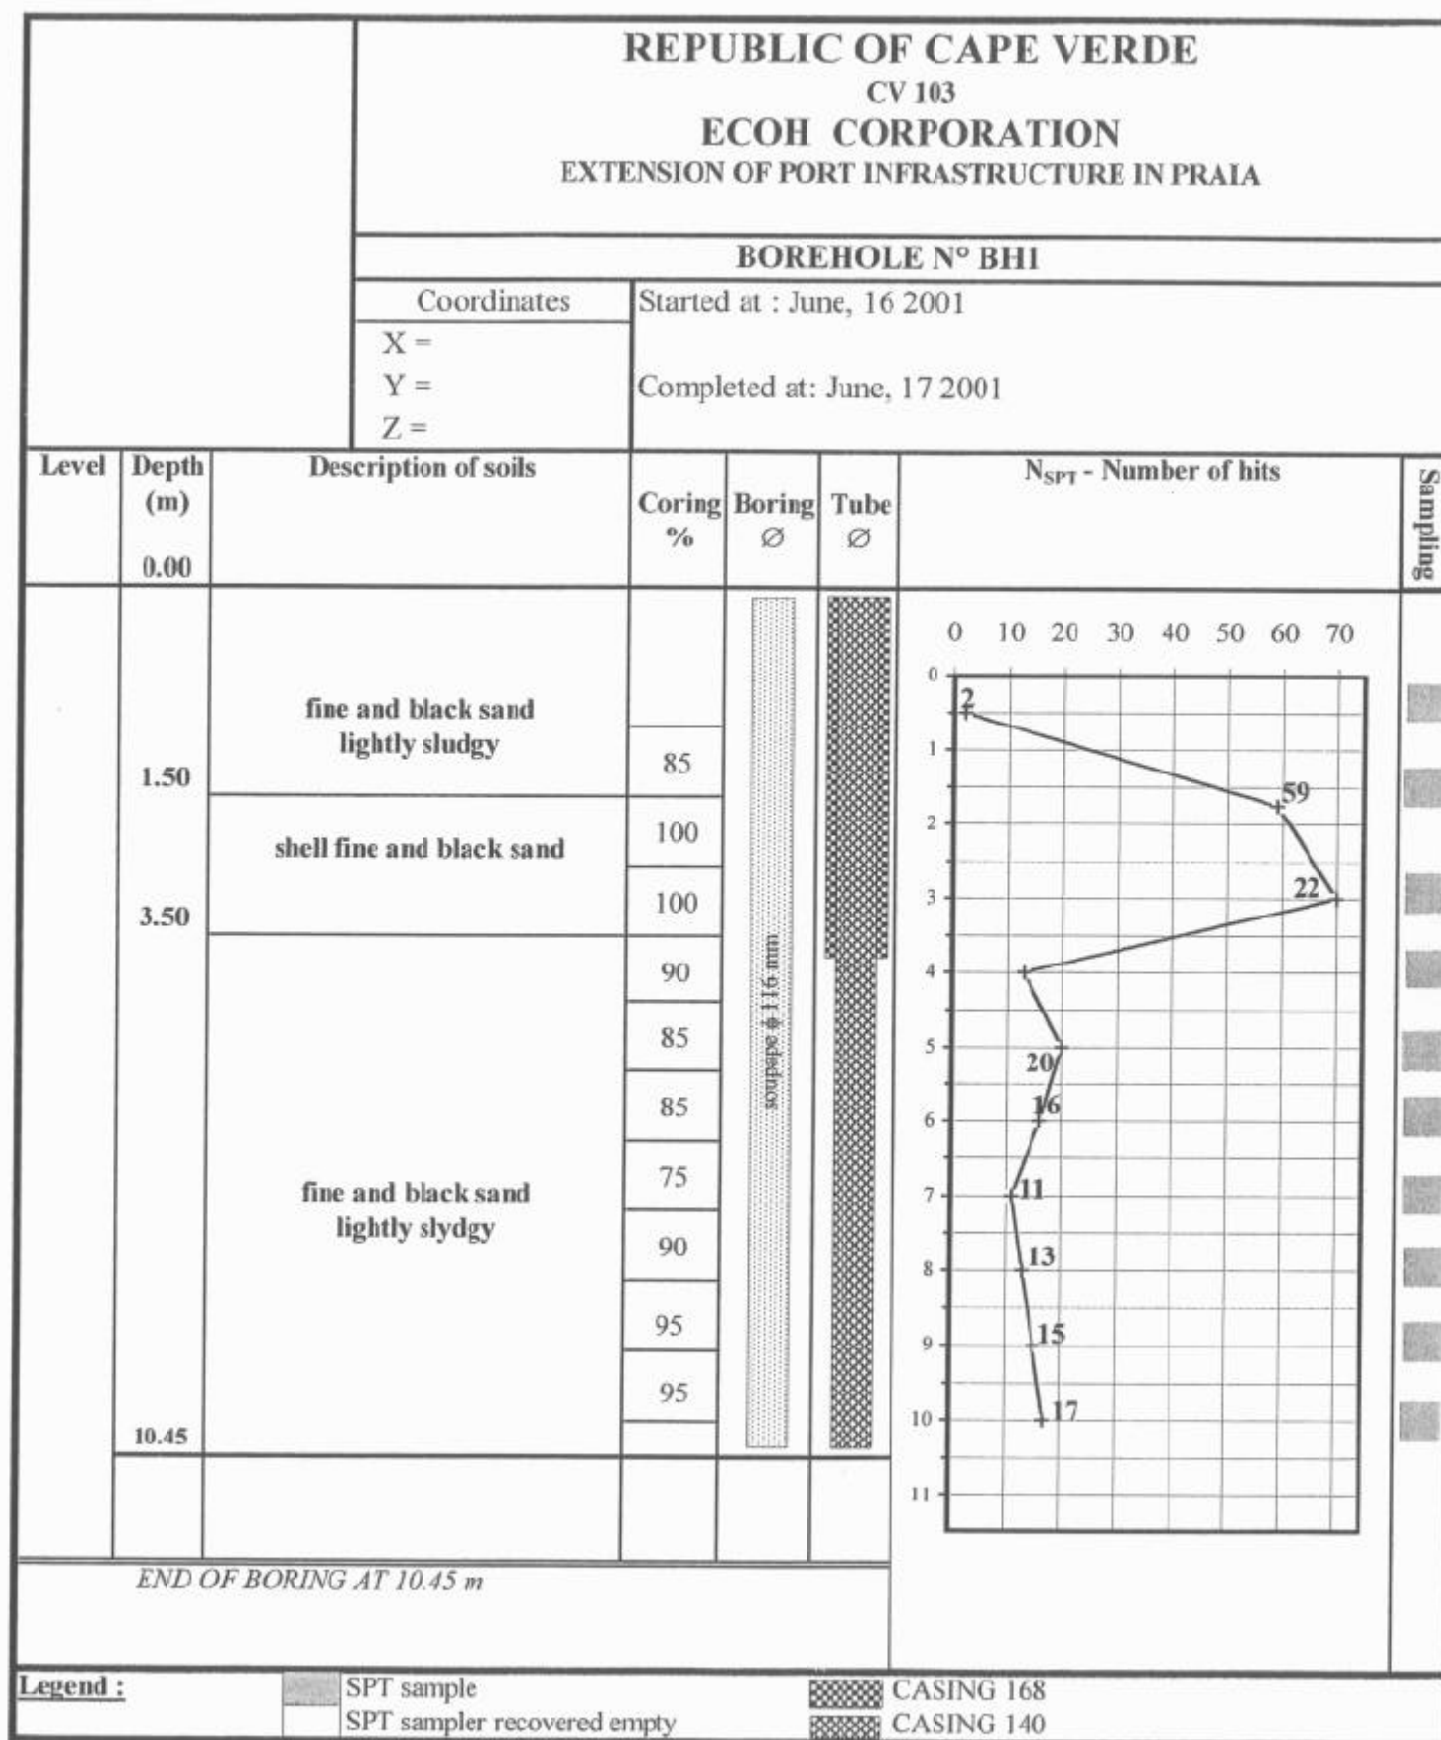 REPUBLIC OF CAPE VERDE
CV 103
ECOH CORPORATION
EXTENSION OF PORT INFRASTRUCTURE IN PRAIA
BOREHOLE N° BH1
Coordinates
Started at : June, 16 2001
X =
Y =
Completed at: June, 17 2001
Z =
Level
Depth
(m)
0.00
Description of soils
Coring
%
Boring
∅
Tube
∅
N_SPT - Number of hits
Sampling
0 10 20 30 40 50 60 70
fine and black sand
lightly sludgy
1.50
shell fine and black sand
3.50
fine and black sand
lightly slydgy
10.45
85
100
100
90
85
85
75
90
95
95
soupape ϕ 116 mm
0
1
2
3
4
5
6
7
8
9
10
11
2
59
22
20
16
11
13
15
17
END OF BORING AT 10.45 m
Legend :
SPT sample
CASING 168
SPT sampler recovered empty
CASING 140